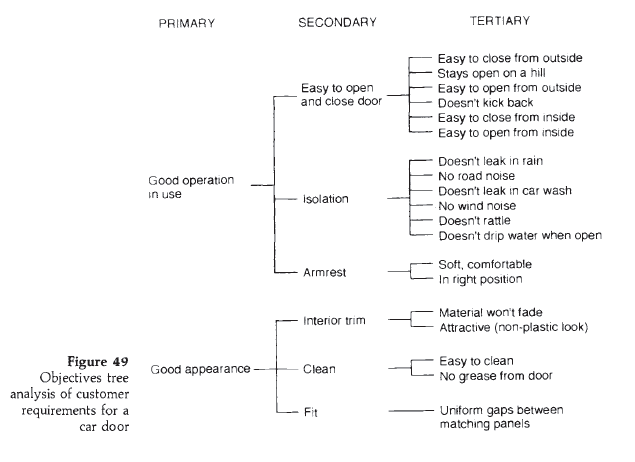 PRIMARY SECONDARY TERTIARY
Easy to open
and close door
Easy to close from outside
Stays open on a hill
Easy to open from outside
Doesn't kick back
Easy to close from inside
Easy to open from inside
Good operation
in use
Isolation
Doesn't leak in rain
No road noise
Doesn't leak in car wash
No wind noise
Doesn't rattle
Doesn't drip water when open
Armrest
Soft, comfortable
In right position
Interior trim
Material won't fade
Attractive (non-plastic look)
Good appearance
Clean
Easy to clean
No grease from door
Fit
Uniform gaps between
matching panels
Figure 49
Objectives tree
analysis of customer
requirements for a
car door